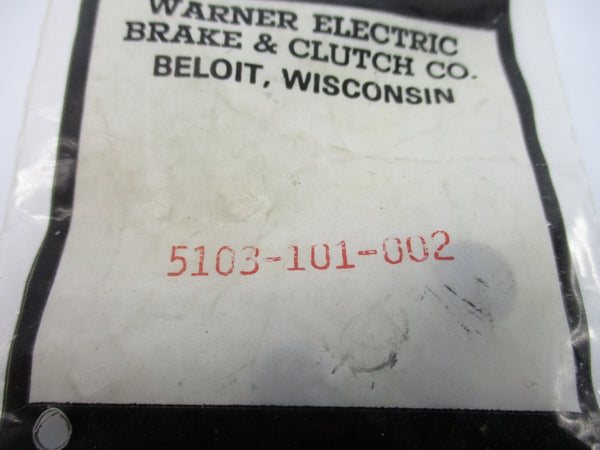 WARNER ELECTRIC
BRAKE & CLUTCH CO.
BELOIT, WISCONSIN
5103-101-002